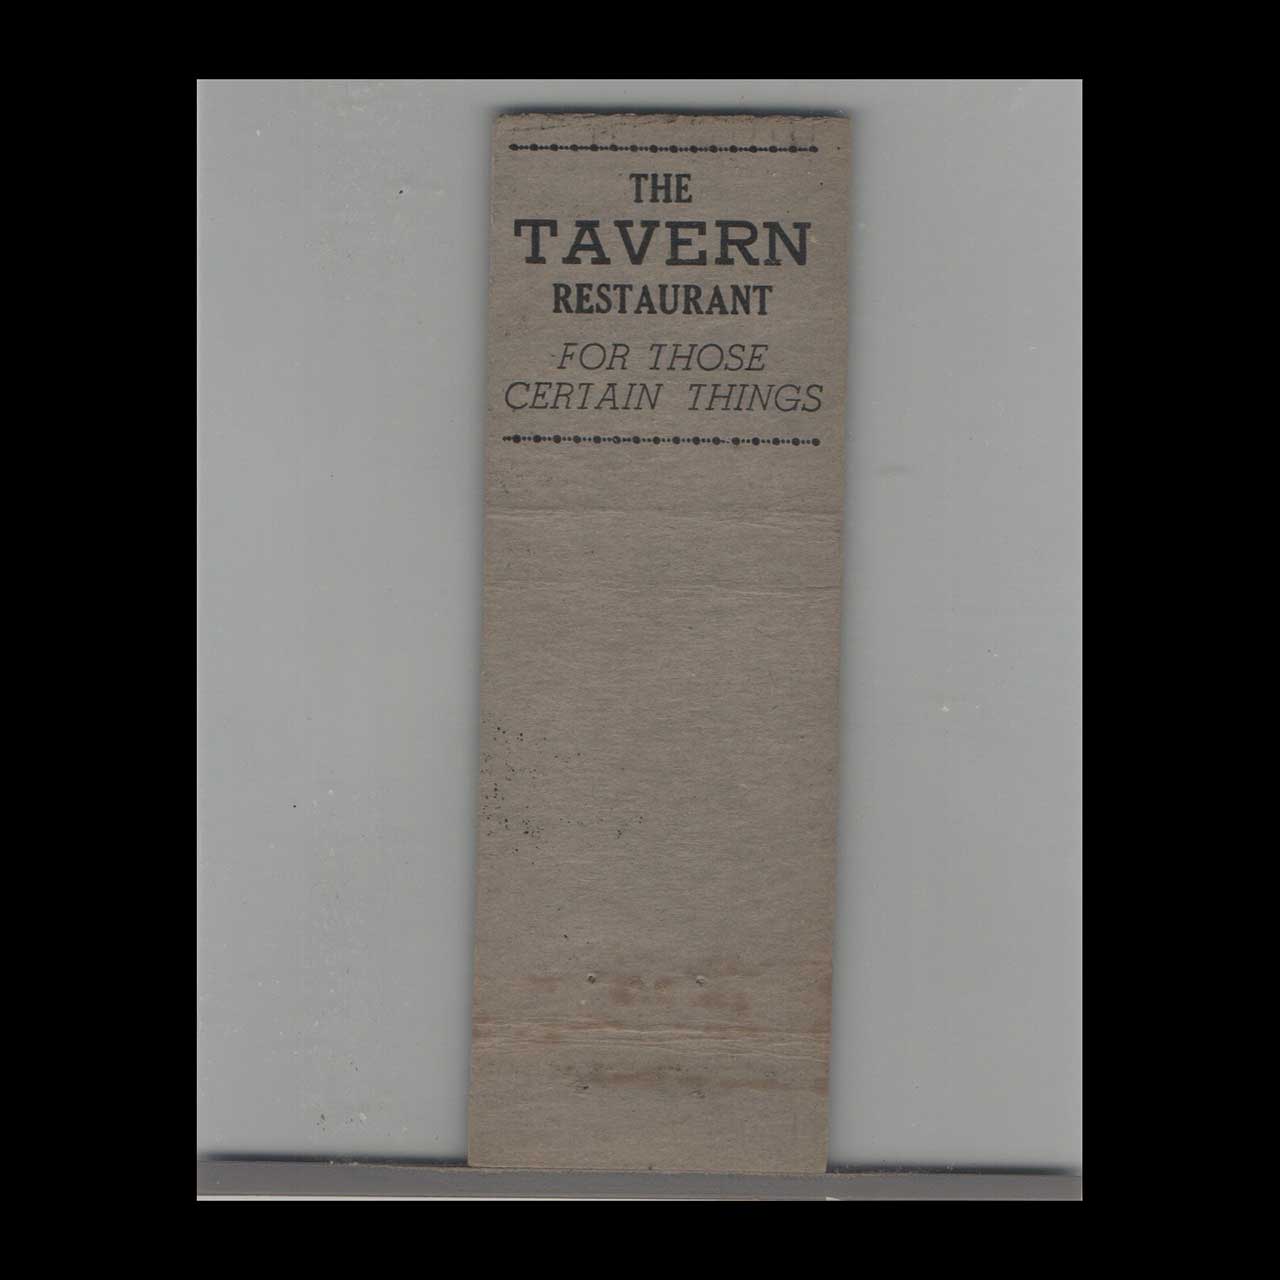 THE
TAVERN
RESTAURANT
FOR THOSE
CERTAIN THINGS